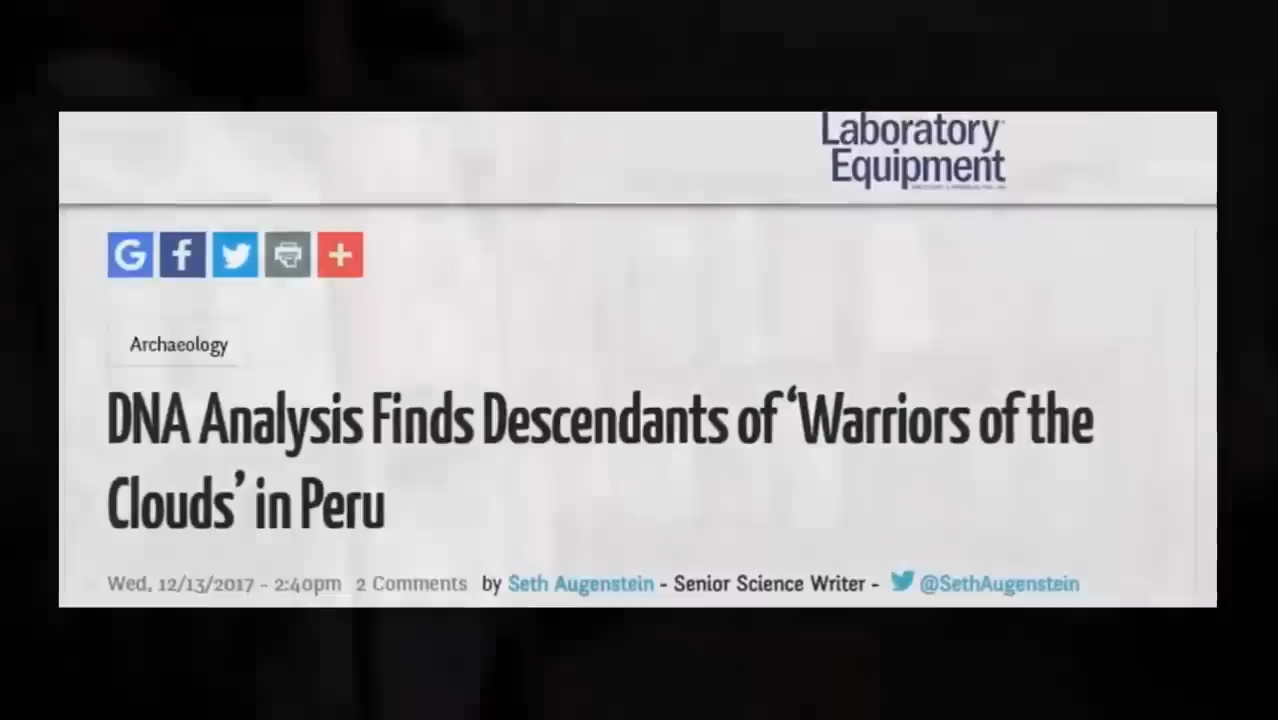 Laboratory
Equipment
Archaeology
DNA Analysis Finds Descendants of ‘Warriors of the
Clouds’ in Peru
Wed, 12/13/2017 - 2:40pm 2 Comments by Seth Augenstein - Senior Science Writer - @SethAugenstein